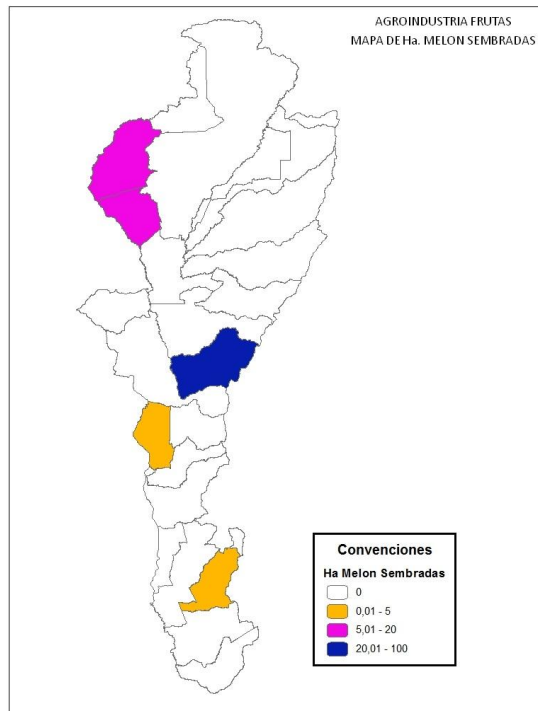 AGROINDUSTRIA FRUTAS
MAPA DE Ha. MELON SEMBRADAS
Convenciones
Ha Melon Sembradas
0
0,01 - 5
5,01 - 20
20,01 - 100